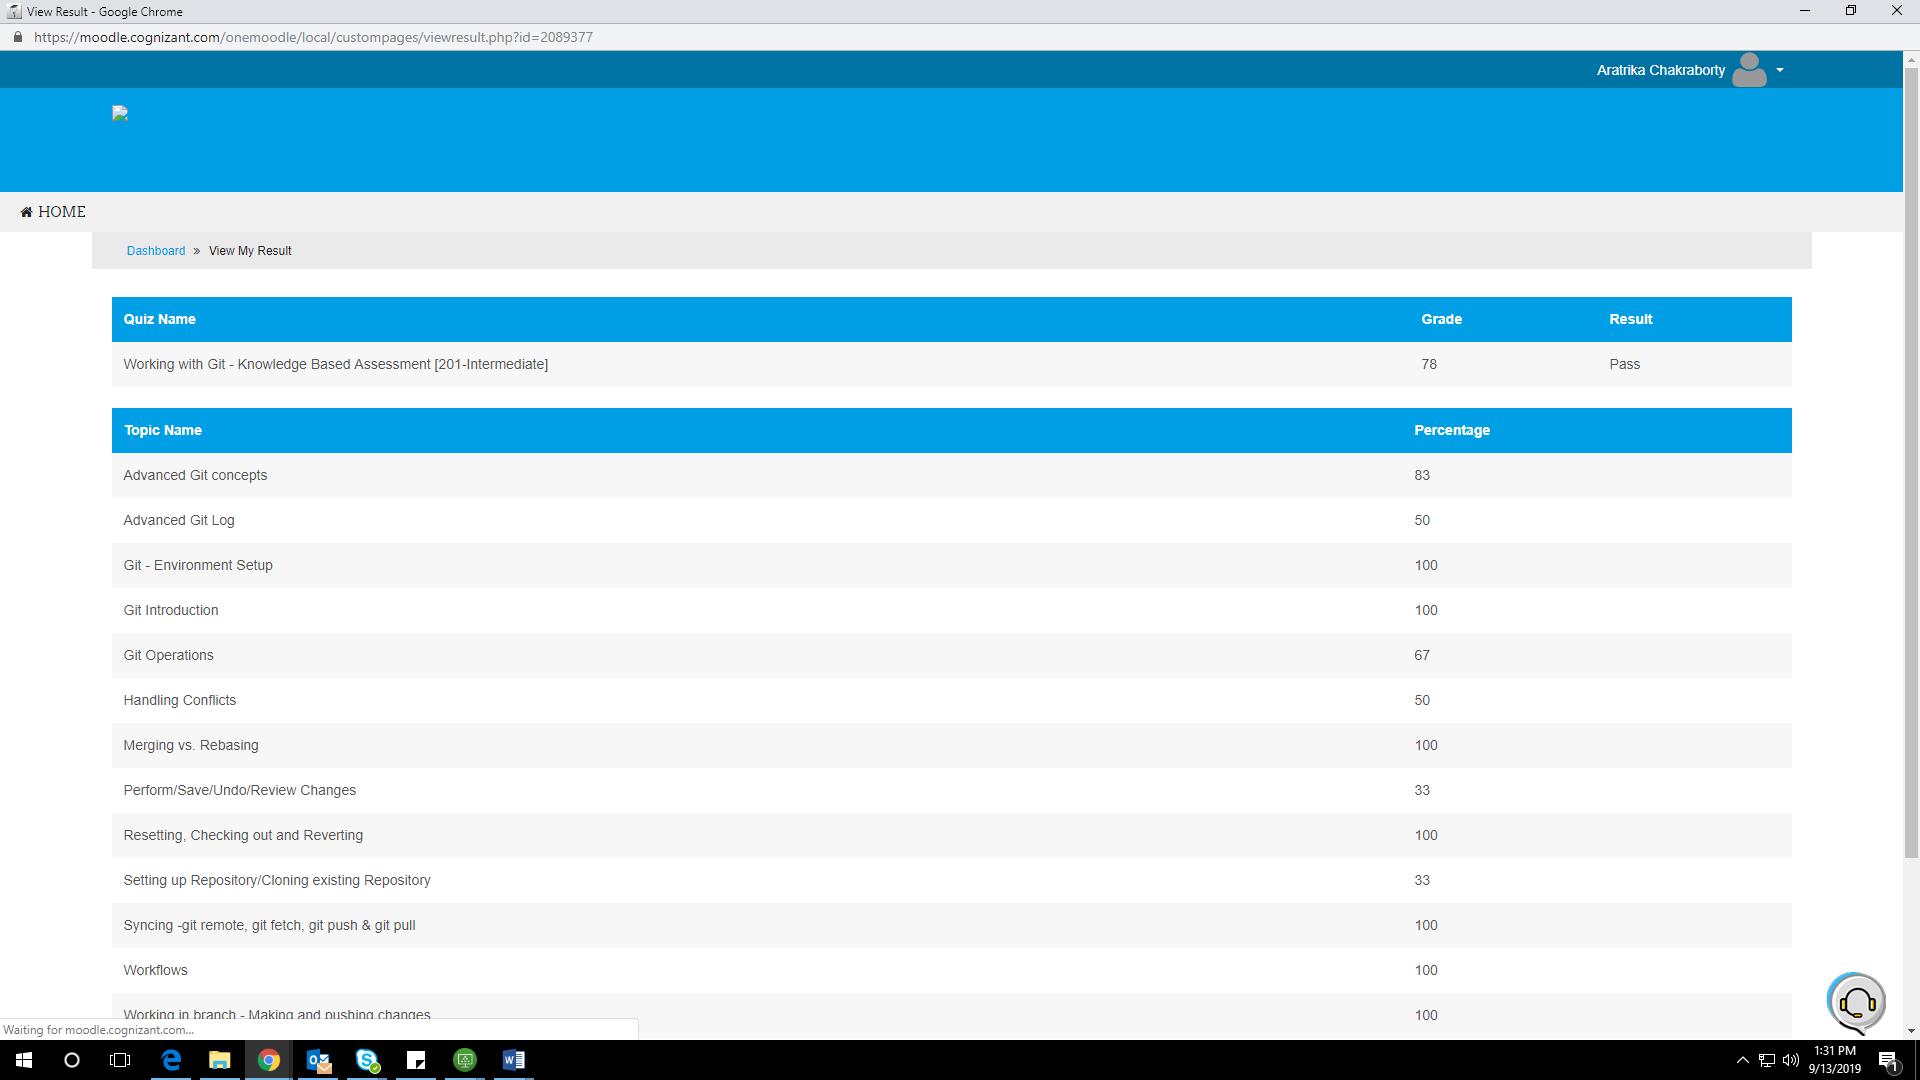 View Result - Google Chrome
https://moodle.cognizant.com/onemoodle/local/custompages/viewresult.php?id=2089377
Aratrika Chakraborty
HOME
Dashboard » View My Result
Quiz Name Grade Result
Working with Git - Knowledge Based Assessment [201-Intermediate] 78 Pass
Topic Name Percentage
Advanced Git concepts 83
Advanced Git Log 50
Git - Environment Setup 100
Git Introduction 100
Git Operations 67
Handling Conflicts 50
Merging vs. Rebasing 100
Perform/Save/Undo/Review Changes 33
Resetting, Checking out and Reverting 100
Setting up Repository/Cloning existing Repository 33
Syncing -git remote, git fetch, git push & git pull 100
Workflows 100
Working in branch - Making and pushing changes 100
Waiting for moodle.cognizant.com...
1:31 PM
9/13/2019
1